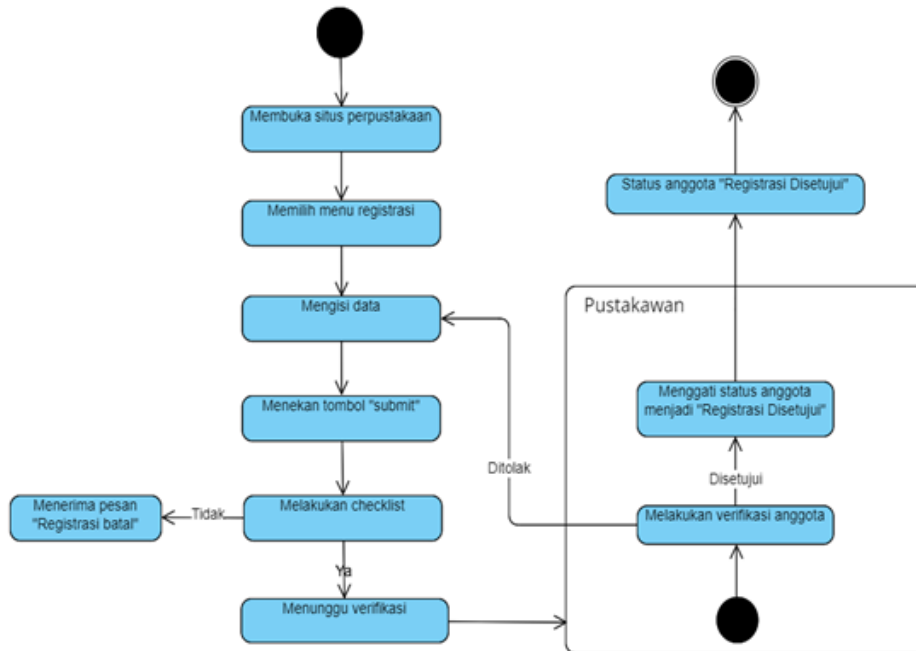 Membuka situs perpustakaan
Memilih menu registrasi
Mengisi data
Menekan tombol "submit"
Melakukan checklist
Tidak
Menerima pesan
"Registrasi batal"
Ya
Menunggu verifikasi
Pustakawan
Melakukan verifikasi anggota
Ditolak
Disetujui
Menggati status anggota
menjadi "Registrasi Disetujui"
Status anggota "Registrasi Disetujui"